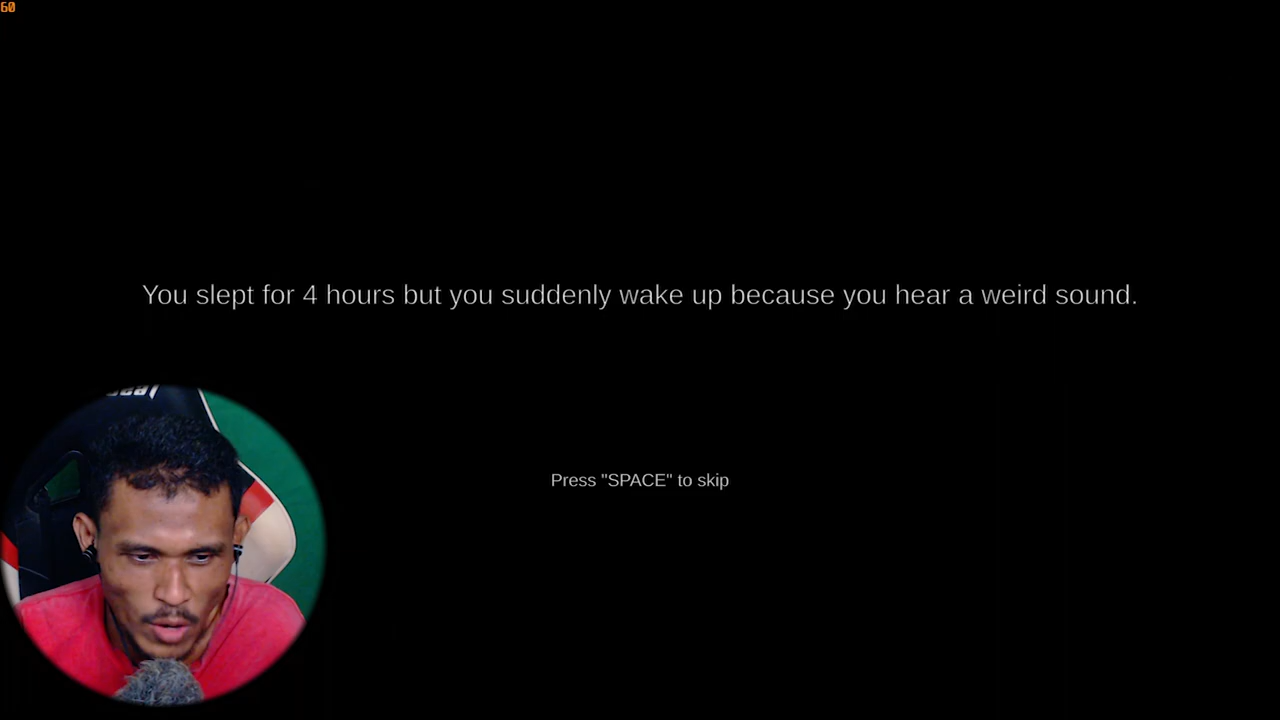 60
You slept for 4 hours but you suddenly wake up because you hear a weird sound.
Press "SPACE" to skip